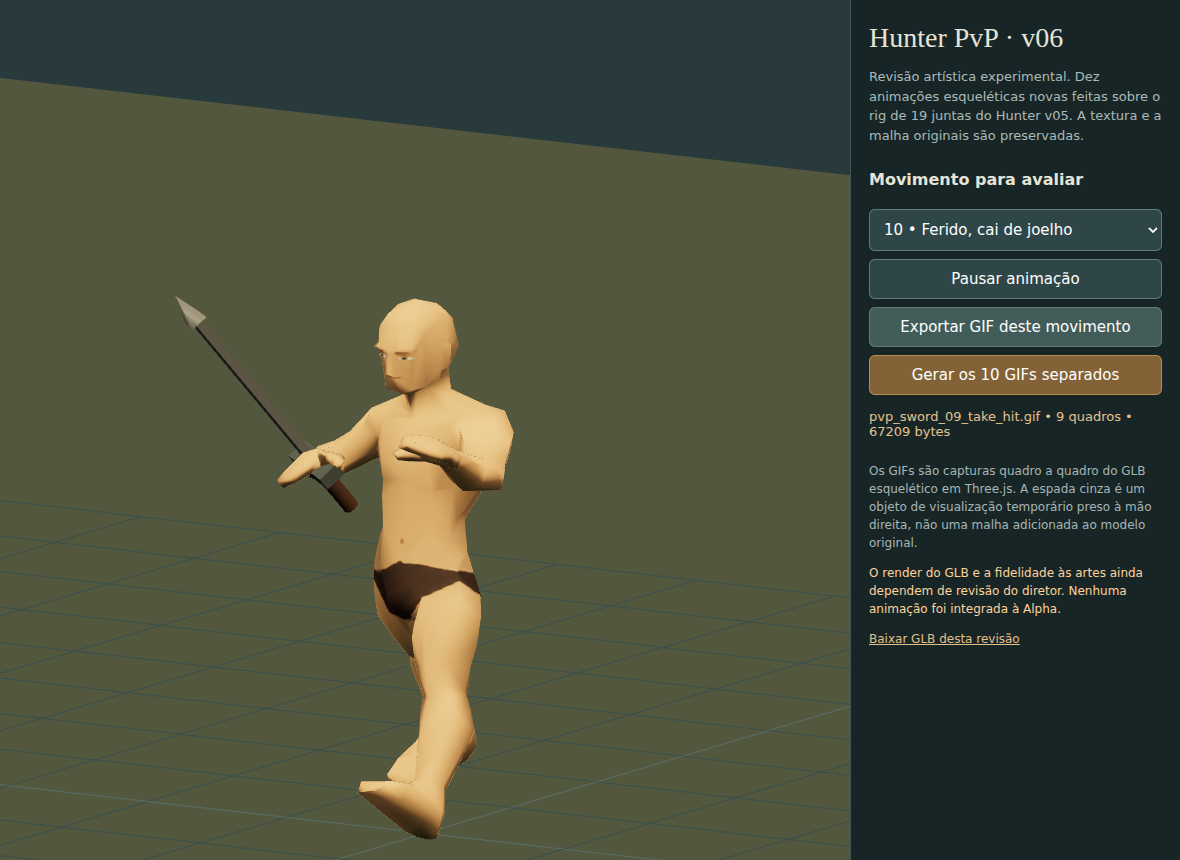 Hunter PvP · v06
Revisão artística experimental. Dez
animações esqueléticas novas feitas sobre o
rig de 19 juntas do Hunter v05. A textura e a
malha originais são preservadas.
Movimento para avaliar
10 • Ferido, cai de joelho
Pausar animação
Exportar GIF deste movimento
Gerar os 10 GIFs separados
pvp_sword_09_take_hit.gif • 9 quadros •
67209 bytes
Os GIFs são capturas quadro a quadro do GLB
esquelético em Three.js. A espada cinza é um
objeto de visualização temporário preso à mão
direita, não uma malha adicionada ao modelo
original.
O render do GLB e a fidelidade às artes ainda
dependem de revisão do diretor. Nenhuma
animação foi integrada à Alpha.
Baixar GLB desta revisão